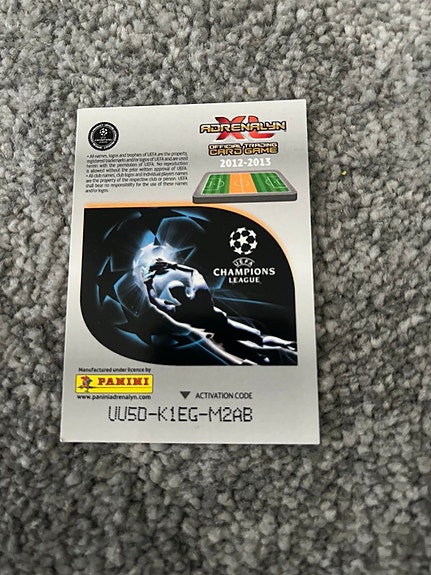 • All names, logos and trophies of UEFA are the property,
registered trademarks and/or logos of UEFA and are used
herein with the permission of UEFA. No reproduction
is allowed without the prior written approval of UEFA.
• All club names, club logos and individual players names
are the property of the respective club or person. UEFA
shall bear no responsibility for the use of these names
and/or logos.
ADRENALYN
XL
OFFICIAL TRADING
CARD GAME
2012-2013
UEFA
CHAMPIONS
LEAGUE
Manufactured under licence by
PANINI
www.paniniadrenalyn.com
ACTIVATION CODE
UU5D-K1EG-M2AB